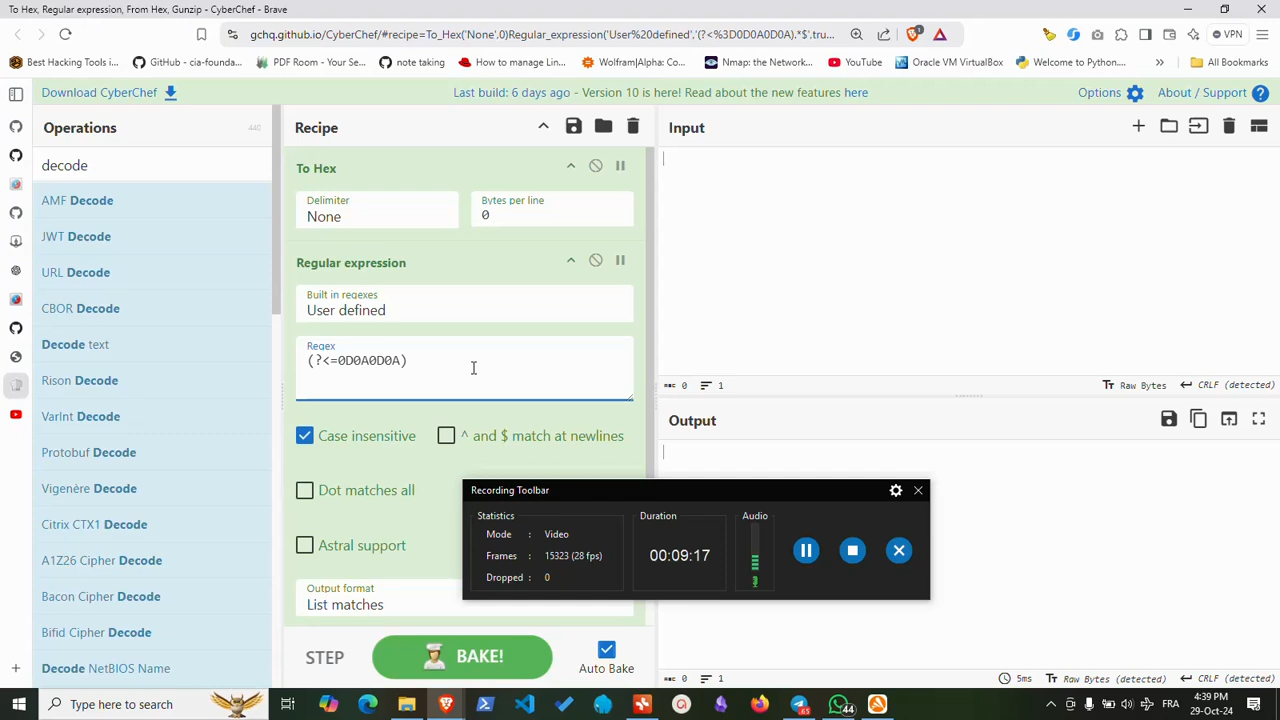 To Hex, Regular expression, From Hex, Gunzip - CyberChef - Brave
gchq.github.io/CyberChef/#recipe=To_Hex('None',0)Regular_expression('User%20defined','(?<%3D0D0A0D0A).*$',tru...
VPN
Best Hacking Tools i...
GitHub - cia-founda...
PDF Room - Your Se...
note taking
How to manage Lin...
Wolfram|Alpha: Co...
Nmap: the Network...
YouTube
Oracle VM VirtualBox
Welcome to Python....
»
All Bookmarks
Download CyberChef
Last build: 6 days ago - Version 10 is here! Read about the new features here
Options
About / Support
Operations
440
Recipe
Input
decode
To Hex
Delimiter
None
Bytes per line
0
AMF Decode
JWT Decode
URL Decode
CBOR Decode
Decode text
Rison Decode
VarInt Decode
Protobuf Decode
Vigenère Decode
Citrix CTX1 Decode
A1Z26 Cipher Decode
Bacon Cipher Decode
Bifid Cipher Decode
Decode NetBIOS Name
Regular expression
Built in regexes
User defined
Regex
(?<=0D0A0D0A)
Case insensitive
^ and $ match at newlines
Dot matches all
Astral support
Output format
List matches
0
1
Raw Bytes
CRLF (detected)
Output
Recording Toolbar
Statistics
Mode : Video
Frames : 15323 (28 fps)
Dropped : 0
Duration
00:09:17
Audio
STEP
BAKE!
Auto Bake
0
1
5ms
Raw Bytes (detected)
CRLF (detected)
Type here to search
65
44
FRA
4:39 PM
29-Oct-24